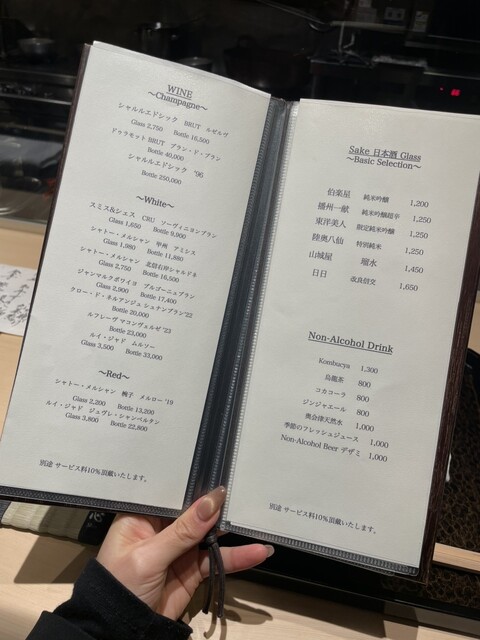 WINE
~Champagne~
シャルルエドシック BRUT レゼルヴ
Glass 2,750 Bottle 16,500
ドゥラモット BRUT ブラン・ド・ブラン
Bottle 40,000
シャルルエドシック '96
Bottle 250,000
~White~
スミス&シェス CRU ソーヴィニヨンブラン
Glass 1,650 Bottle 9,900
シャトー・メルシャン 甲州 アミシス
Glass 1,980 Bottle 11,880
シャトー・メルシャン 北信右岸シャルドネ
Glass 2,750 Bottle 16,500
ジャンマルクボワイヨ ブルゴーニュブラン
Glass 2,900 Bottle 17,400
クロー・ド・ネルアンジュ シュナンブラン'22
Bottle 20,000
ルフレーヴ マコンヴェルゼ '23
Bottle 23,000
ルイ・ジャド ムルソー
Glass 3,500 Bottle 33,000
~Red~
シャトー・メルシャン 椀子 メルロー '19
Glass 2,200 Bottle 13,200
ルイ・ジャド ジュヴレ・シャンベルタン
Glass 3,800 Bottle 22,800
別途 サービス料10%頂戴いたします。
Sake 日本酒 Glass
~Basic Selection~
伯楽屋 純米吟醸 1,200
播州一献 純米吟醸超辛 1,250
東洋美人 限定純米吟醸 1,250
陸奥八仙 特別純米 1,250
山城屋 瑠水 1,450
日日 改良信交 1,650
Non-Alcohol Drink
Kombucya 1,300
烏龍茶 800
コカコーラ 800
ジンジャエール 800
奥会津天然水 1,000
季節のフレッシュジュース 1,000
Non-Alcohol Beer デザミ 1,000
別途 サービス料10%頂戴いたします。